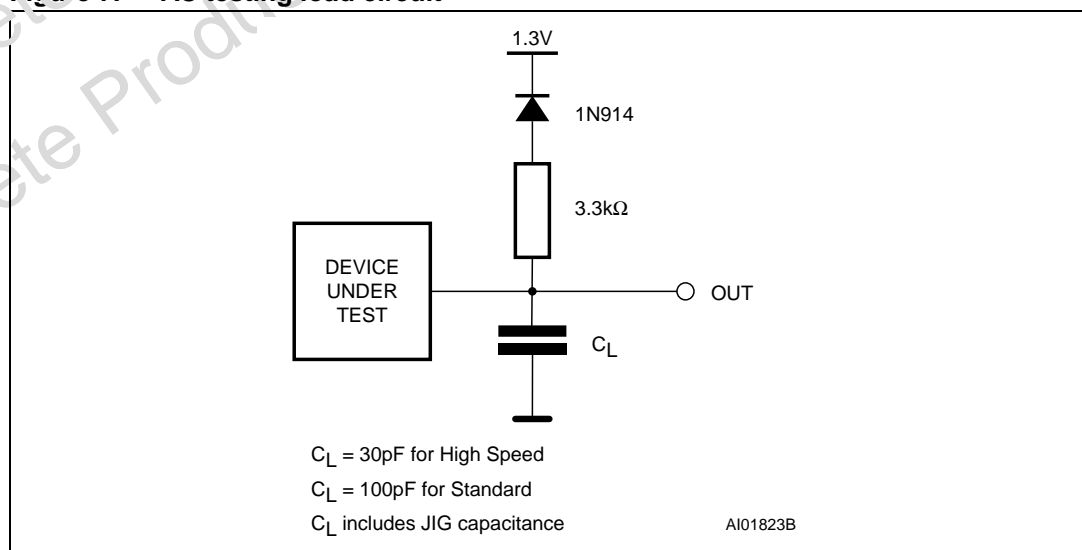 1.3V
1N914
3.3kΩ
DEVICE
UNDER
TEST
OUT
CL
CL = 30pF for High Speed
CL = 100pF for Standard
CL includes JIG capacitance
AI01823B